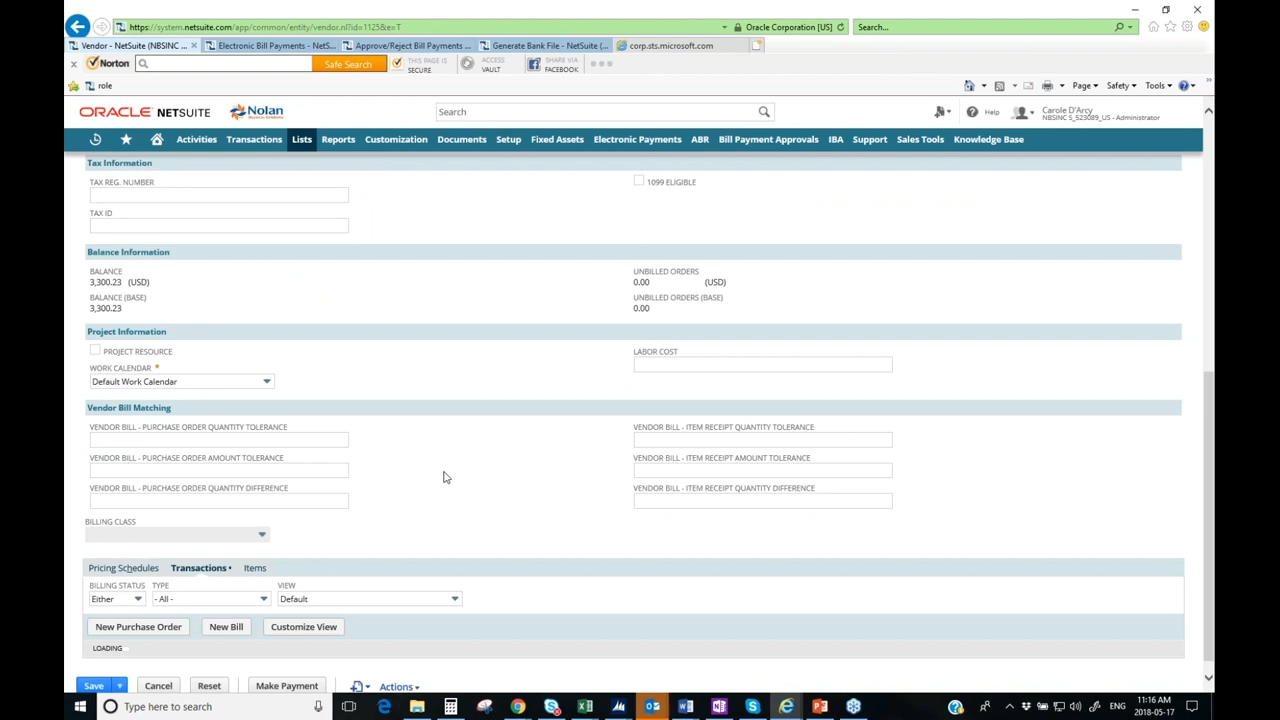 https://system.netsuite.com/app/common/entity/vendor.nl?id=1125&e=T
Oracle Corporation [US]
Search...
Vendor - NetSuite (NBSINC ...
Electronic Bill Payments - NetS...
Approve/Reject Bill Payments ...
Generate Bank File - NetSuite (...
corp.sts.microsoft.com
Norton
Safe Search
THIS PAGE IS
SECURE
ACCESS
VAULT
SHARE VIA
FACEBOOK
role
Page
Safety
Tools
ORACLE NETSUITE
Nolan
Search
Help
Carole D'Arcy
NBSINC S_523089_US - Administrator
Activities
Transactions
Lists
Reports
Customization
Documents
Setup
Fixed Assets
Electronic Payments
ABR
Bill Payment Approvals
IBA
Support
Sales Tools
Knowledge Base
Tax Information
TAX REG. NUMBER
1099 ELIGIBLE
TAX ID
Balance Information
BALANCE
3,300.23 (USD)
UNBILLED ORDERS
0.00 (USD)
BALANCE (BASE)
3,300.23
UNBILLED ORDERS (BASE)
0.00
Project Information
PROJECT RESOURCE
LABOR COST
WORK CALENDAR *
Default Work Calendar
Vendor Bill Matching
VENDOR BILL - PURCHASE ORDER QUANTITY TOLERANCE
VENDOR BILL - ITEM RECEIPT QUANTITY TOLERANCE
VENDOR BILL - PURCHASE ORDER AMOUNT TOLERANCE
VENDOR BILL - ITEM RECEIPT AMOUNT TOLERANCE
VENDOR BILL - PURCHASE ORDER QUANTITY DIFFERENCE
VENDOR BILL - ITEM RECEIPT QUANTITY DIFFERENCE
BILLING CLASS
Pricing Schedules
Transactions •
Items
BILLING STATUS
TYPE
VIEW
Either
- All -
Default
New Purchase Order
New Bill
Customize View
LOADING
Save
Cancel
Reset
Make Payment
Actions
Type here to search
ENG
11:16 AM
2018-05-17